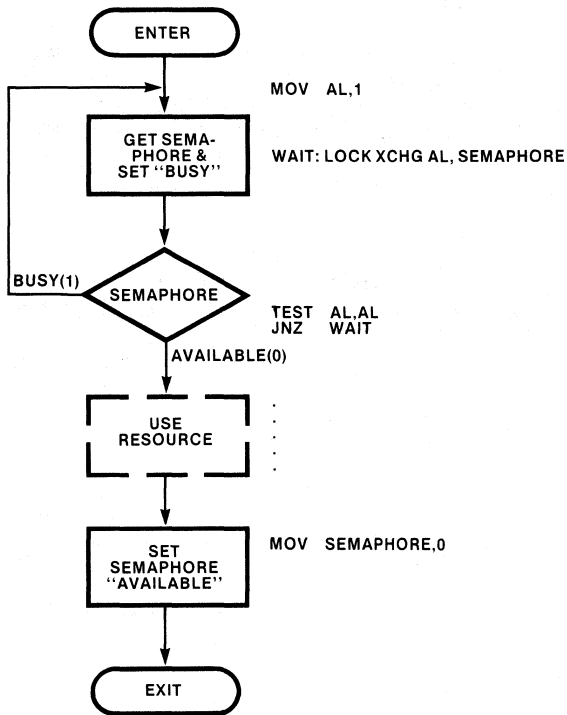 ENTER
MOV AL,1
GET SEMA-
PHORE &
SET "BUSY"
WAIT: LOCK XCHG AL, SEMAPHORE
BUSY(1)
SEMAPHORE
TEST AL,AL
JNZ WAIT
AVAILABLE(0)
USE
RESOURCE
.
.
.
.
.
SET
SEMAPHORE
"AVAILABLE"
MOV SEMAPHORE,0
EXIT